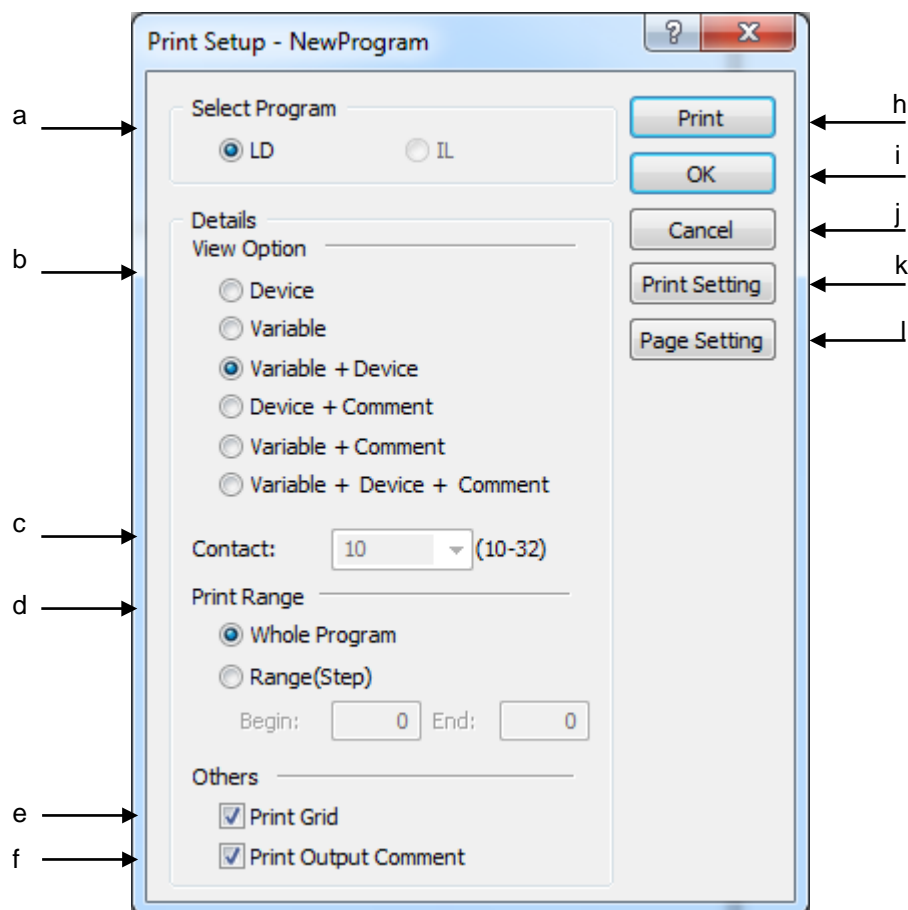 Print Setup - NewProgram
?
X
a
Select Program
LD
IL
Print
h
OK
i
Details
View Option
Cancel
j
b
Device
Print Setting
k
Variable
Page Setting
l
Variable + Device
Device + Comment
Variable + Comment
Variable + Device + Comment
c
Contact:
10
(10-32)
d
Print Range
Whole Program
Range(Step)
Begin:
0
End:
0
Others
e
Print Grid
f
Print Output Comment